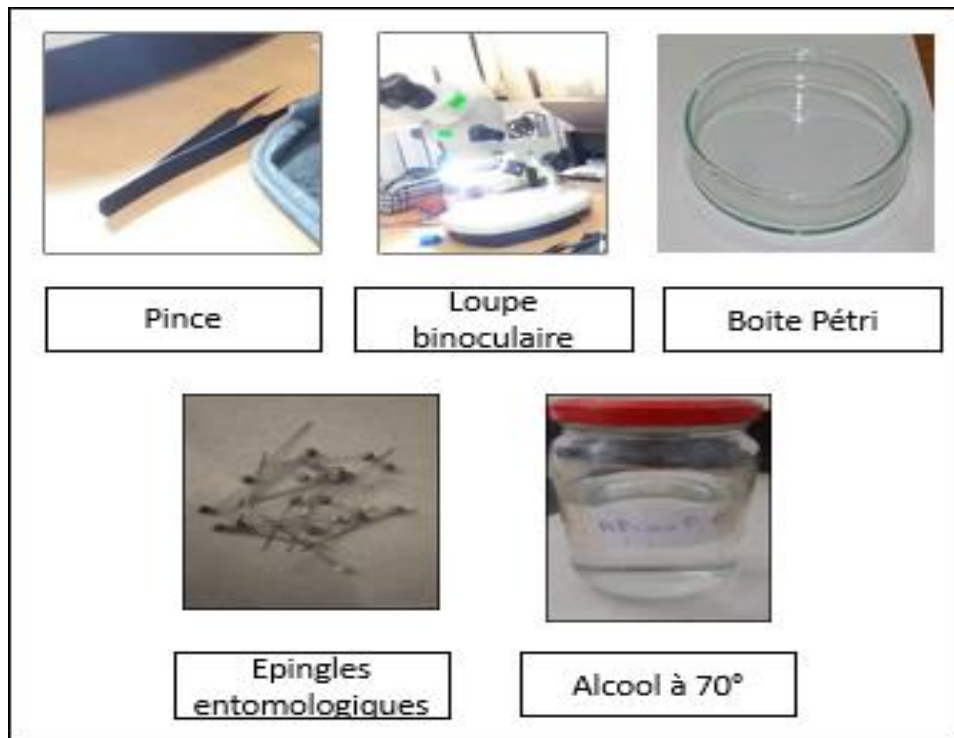 Pince
Loupe
binoculaire
Boite Pétri
Epingles
entomologiques
Alcool à 70°